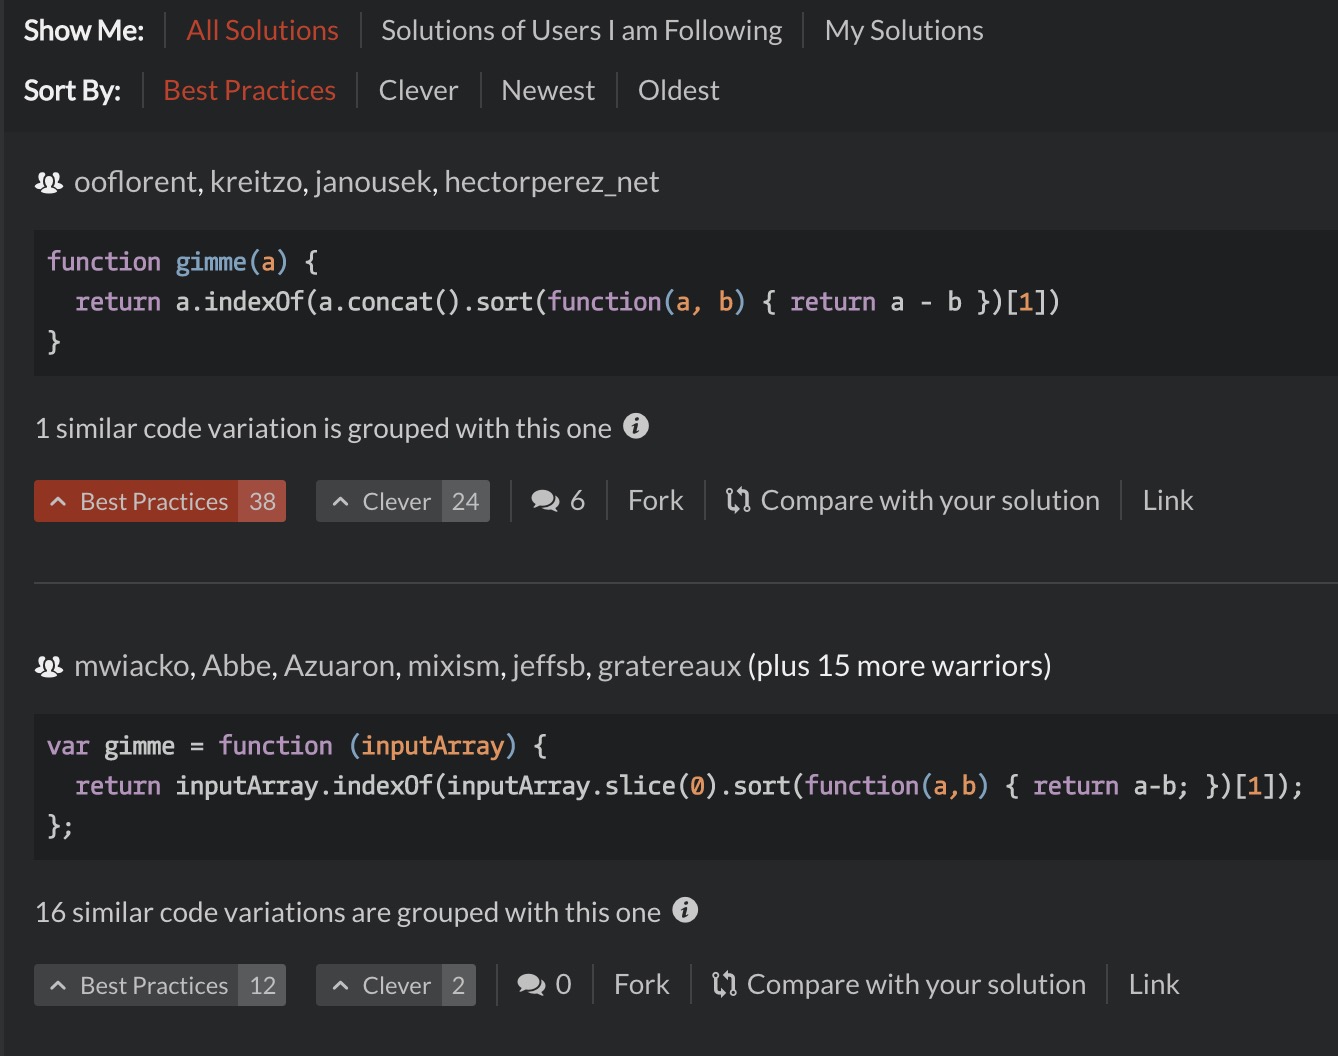 Show Me: All Solutions Solutions of Users I am Following My Solutions
Sort By: Best Practices Clever Newest Oldest
ooflorent, kreitzo, janousek, hectorperez_net
function gimme(a) {
  return a.indexOf(a.concat().sort(function(a, b) { return a - b })[1])
}
1 similar code variation is grouped with this one
Best Practices 38 Clever 24 6 Fork Compare with your solution Link
mwiacko, Abbe, Azuaron, mixism, jeffsb, gratereaux (plus 15 more warriors)
var gimme = function (inputArray) {
  return inputArray.indexOf(inputArray.slice(0).sort(function(a,b) { return a-b; })[1]);
};
16 similar code variations are grouped with this one
Best Practices 12 Clever 2 0 Fork Compare with your solution Link